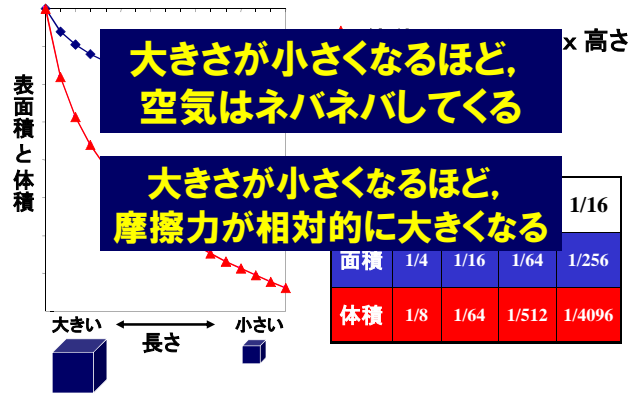 x 高さ
大きさが小さくなるほど,
空気はネバネバしてくる
大きさが小さくなるほど,
摩擦力が相対的に大きくなる
表面積と体積
1/16
面積 1/4 1/16 1/64 1/256
体積 1/8 1/64 1/512 1/4096
大きい 小さい
長さ